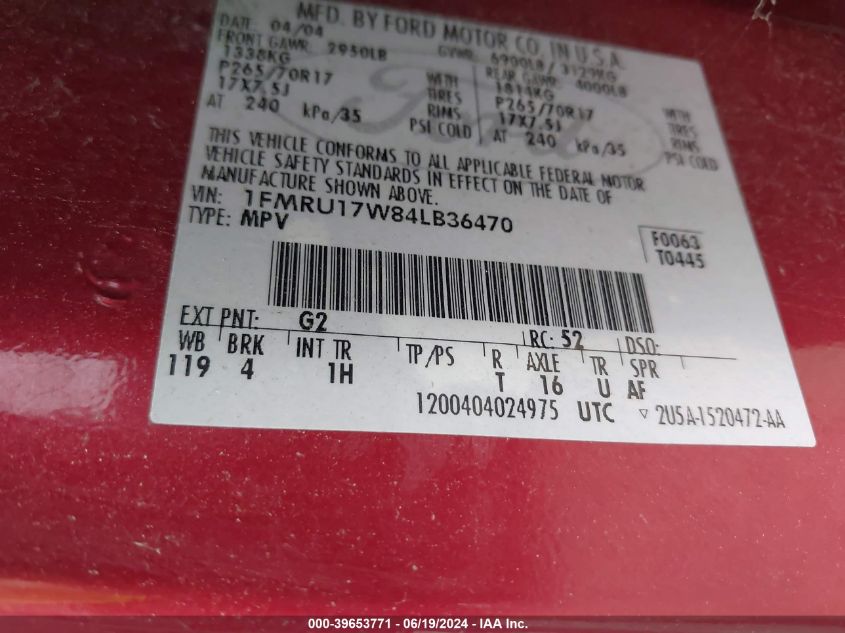 MFD. BY FORD MOTOR CO. IN U.S.A.
DATE: 04/04 GVWR: 6900LB / 3129KG
FRONT GAWR: 2950LB REAR GAWR: 4000LB
1338KG WITH 1814KG WITH
P265/70R17 TIRES P265/70R17 TIRES
17X7.5J RIMS 17X7.5J RIMS
AT 240 kPa/35 PSI COLD AT 240 kPa/35 PSI COLD
THIS VEHICLE CONFORMS TO ALL APPLICABLE FEDERAL MOTOR
VEHICLE SAFETY STANDARDS IN EFFECT ON THE DATE OF
MANUFACTURE SHOWN ABOVE.
VIN: 1FMRU17W84LB36470
TYPE: MPV
F0063
T0445
EXT PNT: G2 RC: 52 DSO:
WB BRK INT TR TP/PS R AXLE TR SPR
119 4 1H T 16 U AF
1200404024975 UTC ▽ 2U5A-1520472-AA
Ford
000-39653771 - 06/19/2024 - IAA Inc.